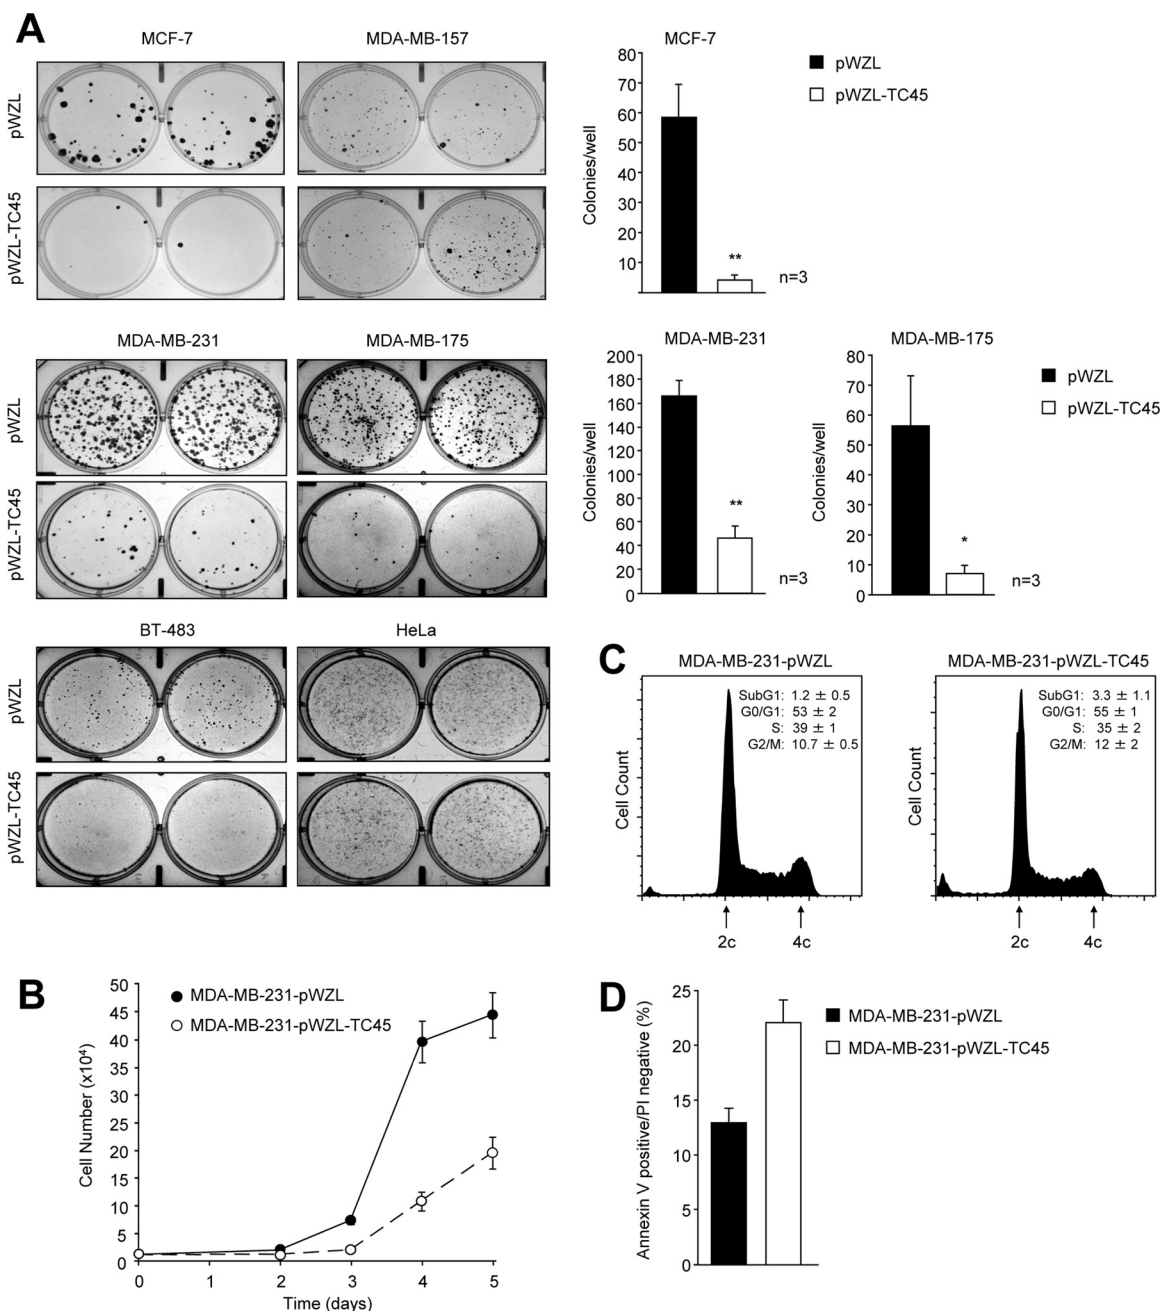 A
MCF-7
MDA-MB-157
pWZL
pWZL-TC45
MCF-7
80
70
60
50
40
30
20
10
Colonies/well
**
n=3
pWZL
pWZL-TC45
MDA-MB-231
MDA-MB-175
pWZL
pWZL-TC45
MDA-MB-231
200
180
160
140
120
100
80
60
40
20
0
Colonies/well
**
n=3
MDA-MB-175
80
70
60
50
40
30
20
10
0
Colonies/well
*
n=3
pWZL
pWZL-TC45
BT-483
HeLa
pWZL
pWZL-TC45
C
MDA-MB-231-pWZL
SubG1: 1.2 ± 0.5
G0/G1: 53 ± 2
S: 39 ± 1
G2/M: 10.7 ± 0.5
Cell Count
2c
4c
MDA-MB-231-pWZL-TC45
SubG1: 3.3 ± 1.1
G0/G1: 55 ± 1
S: 35 ± 2
G2/M: 12 ± 2
Cell Count
2c
4c
B
MDA-MB-231-pWZL
MDA-MB-231-pWZL-TC45
50
45
40
35
30
25
20
15
10
5
0
Cell Number (x10⁴)
0
1
2
3
4
5
Time (days)
D
25
20
15
10
5
0
Annexin V positive/PI negative (%)
MDA-MB-231-pWZL
MDA-MB-231-pWZL-TC45